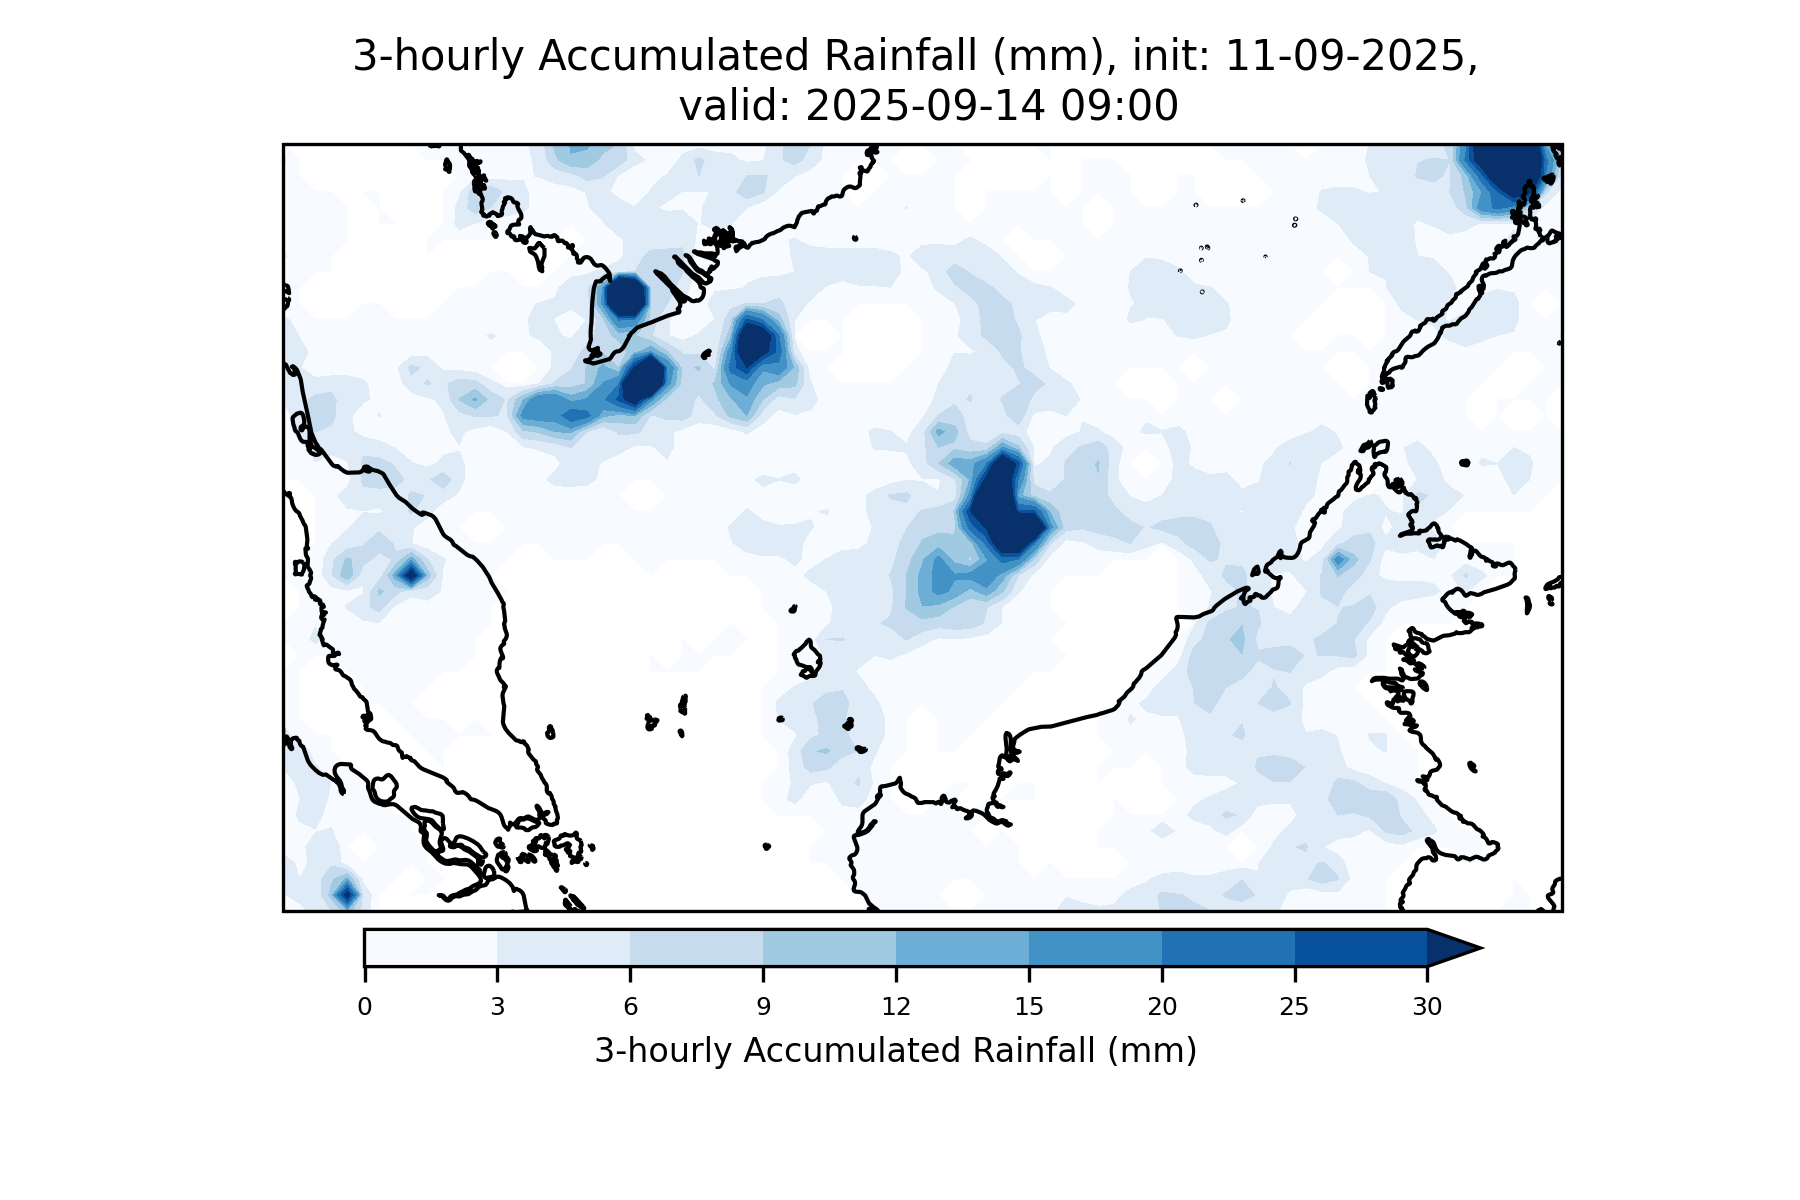 3-hourly Accumulated Rainfall (mm), init: 11-09-2025,
valid: 2025-09-14 09:00
0 3 6 9 12 15 20 25 30
3-hourly Accumulated Rainfall (mm)